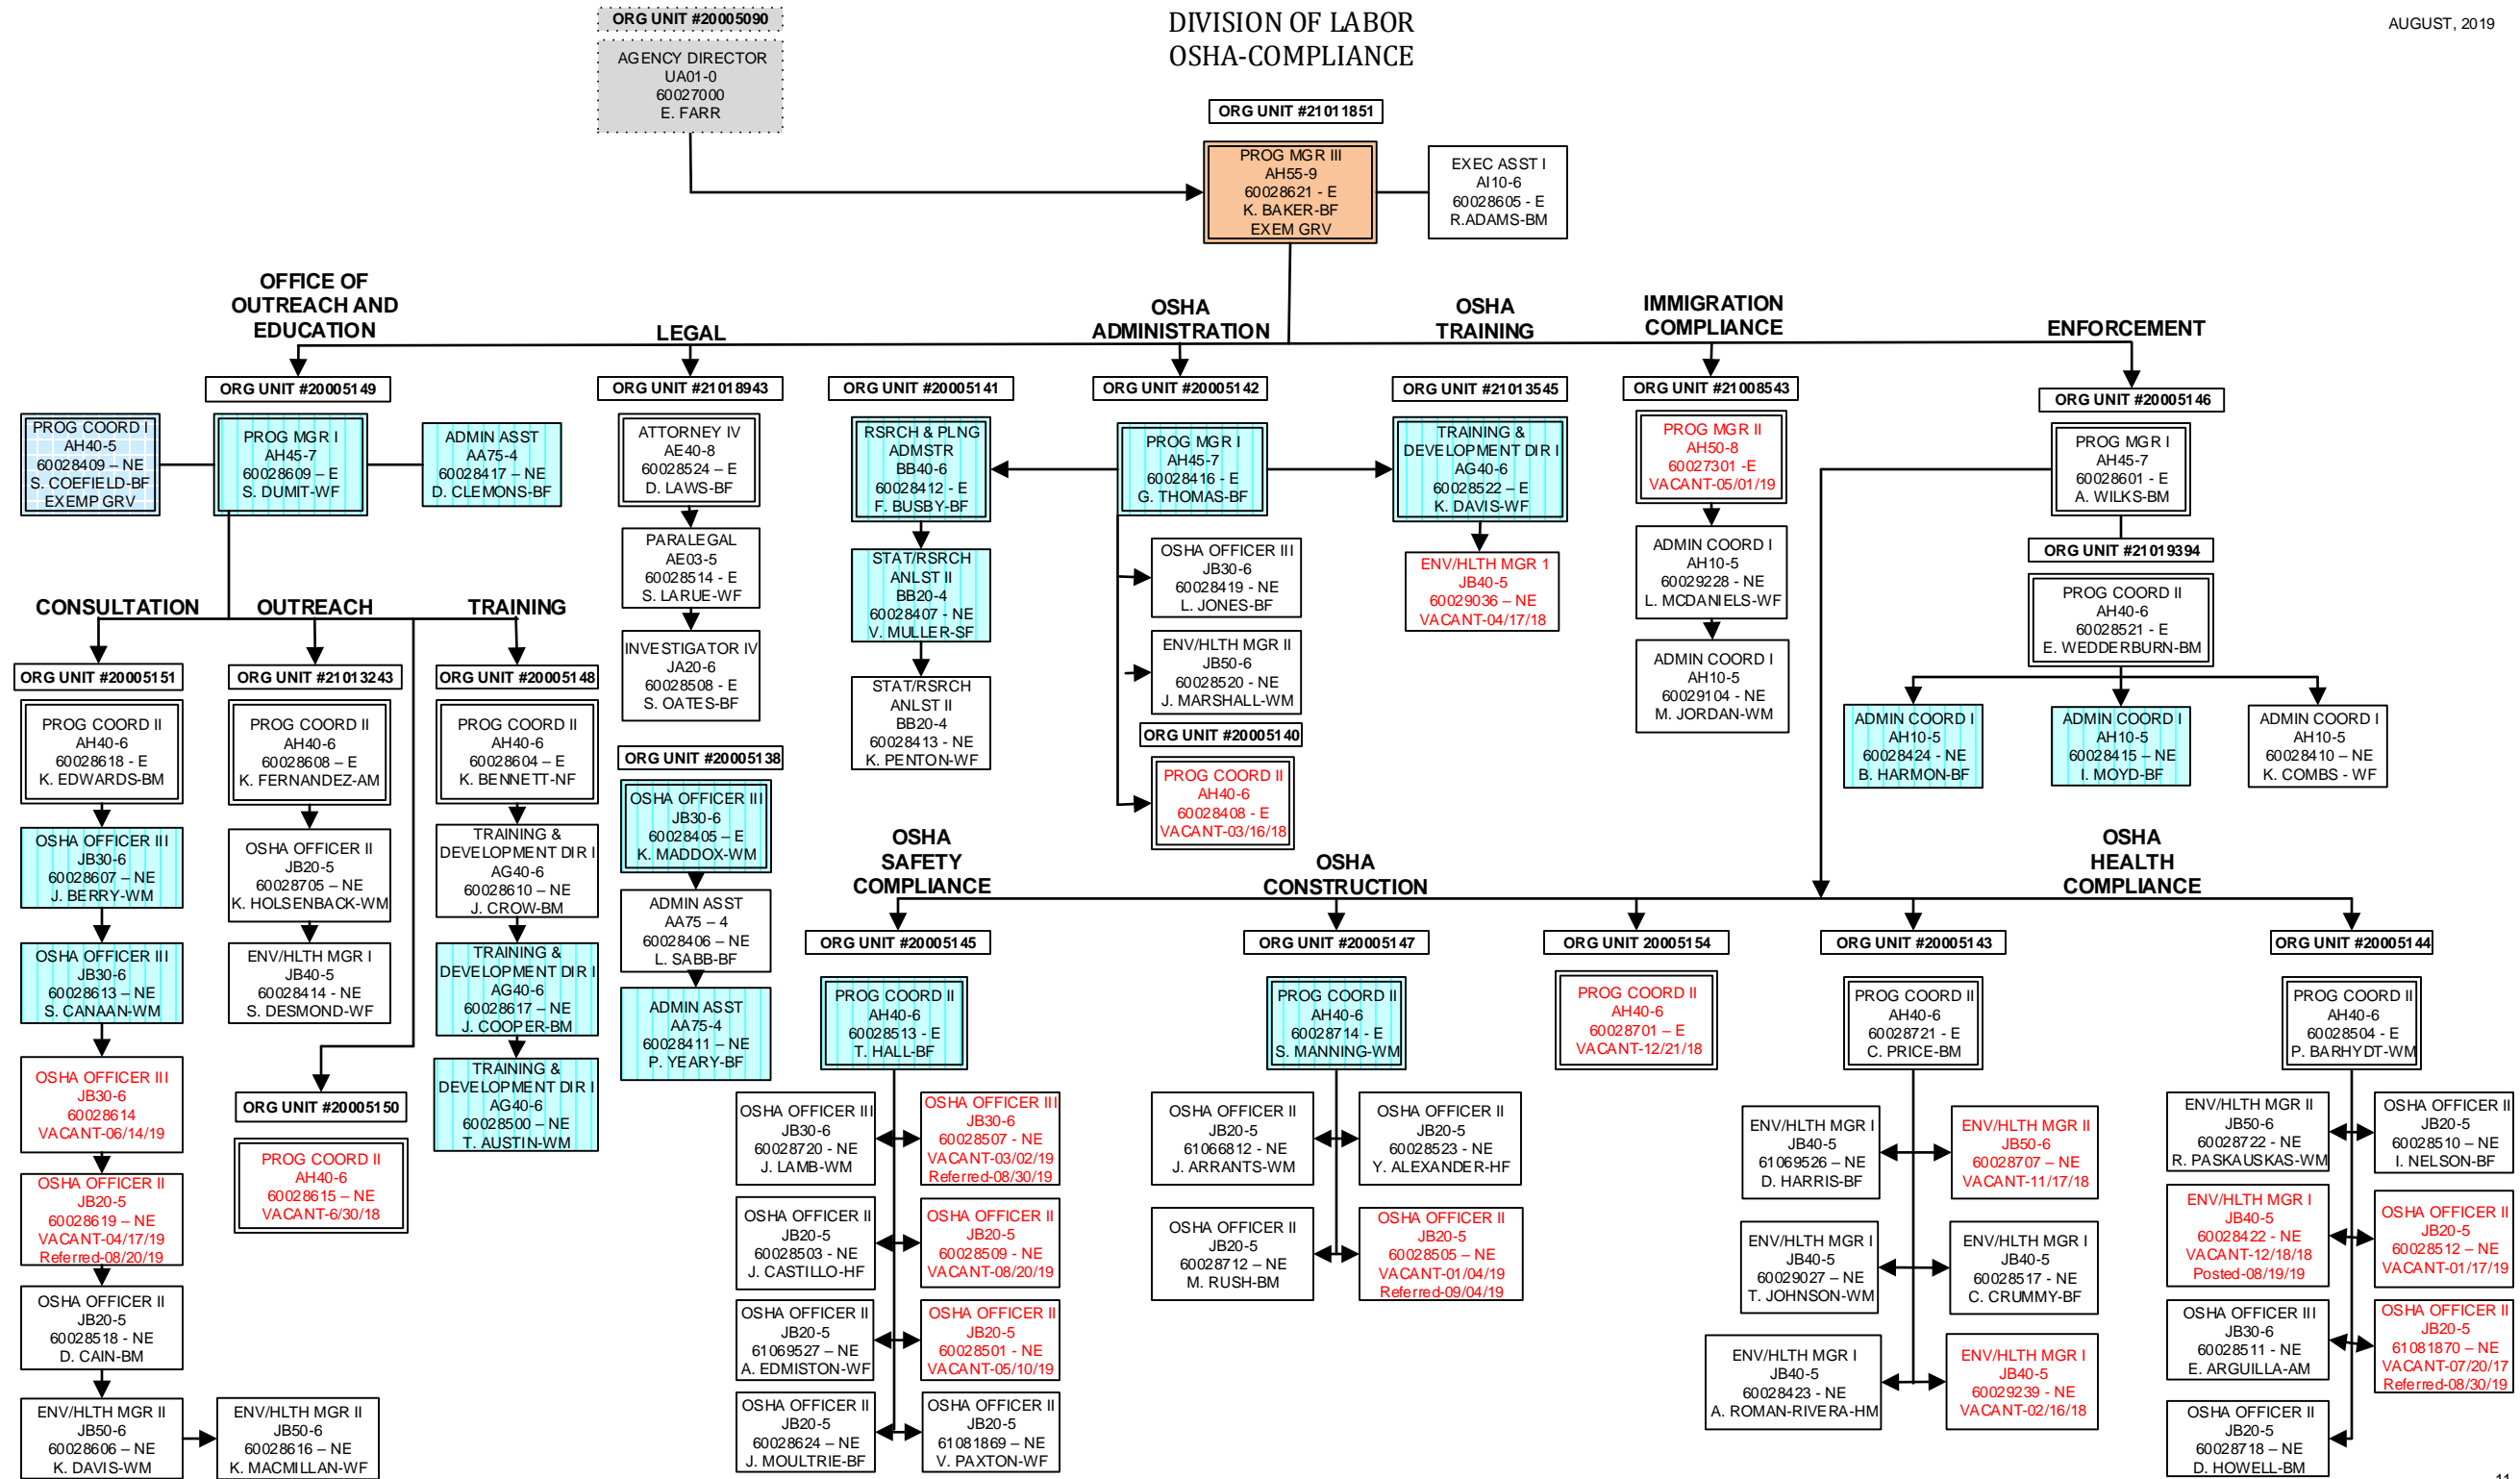 ORG UNIT #20005090
AGENCY DIRECTOR
UA01-0
60027000
E. FARR
DIVISION OF LABOR
OSHA-COMPLIANCE
AUGUST, 2019
ORG UNIT #21011851
PROG MGR III
AH55-9
60028621 - E
K. BAKER-BF
EXEM GRV
EXEC ASST I
AI10-6
60028605 - E
R.ADAMS-BM
OFFICE OF
OUTREACH AND
EDUCATION
LEGAL
OSHA
ADMINISTRATION
OSHA
TRAINING
IMMIGRATION
COMPLIANCE
ENFORCEMENT
ORG UNIT #20005149
PROG COORD I
AH40-5
60028409 – NE
S. COEFIELD-BF
EXEMP GRV
PROG MGR I
AH45-7
60028609 – E
S. DUMIT-WF
ADMIN ASST
AA75-4
60028417 – NE
D. CLEMONS-BF
CONSULTATION
OUTREACH
TRAINING
ORG UNIT #20005151
PROG COORD II
AH40-6
60028618 - E
K. EDWARDS-BM
OSHA OFFICER III
JB30-6
60028607 – NE
J. BERRY-WM
OSHA OFFICER III
JB30-6
60028613 – NE
S. CANAAN-WM
OSHA OFFICER III
JB30-6
60028614
VACANT-06/14/19
OSHA OFFICER II
JB20-5
60028619 – NE
VACANT-04/17/19
Referred-08/20/19
OSHA OFFICER II
JB20-5
60028518 - NE
D. CAIN-BM
ENV/HLTH MGR II
JB50-6
60028606 – NE
K. DAVIS-WM
ENV/HLTH MGR II
JB50-6
60028616 – NE
K. MACMILLAN-WF
ORG UNIT #21013243
PROG COORD II
AH40-6
60028608 – E
K. FERNANDEZ-AM
OSHA OFFICER II
JB20-5
60028705 – NE
K. HOLSENBACK-WM
ENV/HLTH MGR I
JB40-5
60028414 - NE
S. DESMOND-WF
ORG UNIT #20005150
PROG COORD II
AH40-6
60028615 – NE
VACANT-6/30/18
ORG UNIT #20005148
PROG COORD II
AH40-6
60028604 – E
K. BENNETT-NF
TRAINING &
DEVELOPMENT DIR I
AG40-6
60028610 – NE
J. CROW-BM
TRAINING &
DEVELOPMENT DIR I
AG40-6
60028617 – NE
J. COOPER-BM
TRAINING &
DEVELOPMENT DIR I
AG40-6
60028500 – NE
T. AUSTIN-WM
ORG UNIT #21018943
ATTORNEY IV
AE40-8
60028524 – E
D. LAWS-BF
PARALEGAL
AE03-5
60028514 - E
S. LARUE-WF
INVESTIGATOR IV
JA20-6
60028508 - E
S. OATES-BF
ORG UNIT #20005138
OSHA OFFICER III
JB30-6
60028405 – E
K. MADDOX-WM
ADMIN ASST
AA75 – 4
60028406 – NE
L. SABB-BF
ADMIN ASST
AA75-4
60028411 – NE
P. YEARY-BF
ORG UNIT #20005141
RSRCH & PLNG
ADMSTR
BB40-6
60028412 - E
F. BUSBY-BF
STAT/RSRCH
ANLST II
BB20-4
60028407 - NE
V. MULLER-SF
STAT/RSRCH
ANLST II
BB20-4
60028413 - NE
K. PENTON-WF
ORG UNIT #20005142
PROG MGR I
AH45-7
60028416 - E
G. THOMAS-BF
OSHA OFFICER III
JB30-6
60028419 - NE
L. JONES-BF
ENV/HLTH MGR II
JB50-6
60028520 - NE
J. MARSHALL-WM
ORG UNIT #20005140
PROG COORD II
AH40-6
60028408 - E
VACANT-03/16/18
ORG UNIT #21013545
TRAINING &
DEVELOPMENT DIR I
AG40-6
60028522 – E
K. DAVIS-WF
ENV/HLTH MGR 1
JB40-5
60029036 – NE
VACANT-04/17/18
ORG UNIT #21008543
PROG MGR II
AH50-8
60027301 -E
VACANT-05/01/19
ADMIN COORD I
AH10-5
60029228 - NE
L. MCDANIELS-WF
ADMIN COORD I
AH10-5
60029104 - NE
M. JORDAN-WM
ORG UNIT #20005146
PROG MGR I
AH45-7
60028601 - E
A. WILKS-BM
ORG UNIT #21019394
PROG COORD II
AH40-6
60028521 - E
E. WEDDERBURN-BM
ADMIN COORD I
AH10-5
60028424 - NE
B. HARMON-BF
ADMIN COORD I
AH10-5
60028415 – NE
I. MOYD-BF
ADMIN COORD I
AH10-5
60028410 – NE
K. COMBS - WF
OSHA
SAFETY
COMPLIANCE
OSHA
CONSTRUCTION
OSHA
HEALTH
COMPLIANCE
ORG UNIT #20005145
PROG COORD II
AH40-6
60028513 - E
T. HALL-BF
OSHA OFFICER III
JB30-6
60028720 – NE
J. LAMB-WM
OSHA OFFICER III
JB30-6
60028507 - NE
VACANT-03/02/19
Referred-08/30/19
OSHA OFFICER II
JB20-5
60028503 - NE
J. CASTILLO-HF
OSHA OFFICER II
JB20-5
60028509 - NE
VACANT-08/20/19
OSHA OFFICER II
JB20-5
61069527 – NE
A. EDMISTON-WF
OSHA OFFICER II
JB20-5
60028501 - NE
VACANT-05/10/19
OSHA OFFICER II
JB20-5
60028624 – NE
J. MOULTRIE-BF
OSHA OFFICER II
JB20-5
61081869 – NE
V. PAXTON-WF
ORG UNIT #20005147
PROG COORD II
AH40-6
60028714 - E
S. MANNING-WM
OSHA OFFICER II
JB20-5
61066812 – NE
J. ARRANTS-WM
OSHA OFFICER II
JB20-5
60028523 – NE
Y. ALEXANDER-HF
OSHA OFFICER II
JB20-5
60028712 – NE
M. RUSH-BM
OSHA OFFICER II
JB20-5
60028505 – NE
VACANT-01/04/19
Referred-09/04/19
ORG UNIT 20005154
PROG COORD II
AH40-6
60028701 – E
VACANT-12/21/18
ORG UNIT #20005143
PROG COORD II
AH40-6
60028721 - E
C. PRICE-BM
ENV/HLTH MGR I
JB40-5
61069526 – NE
D. HARRIS-BF
ENV/HLTH MGR II
JB50-6
60028707 – NE
VACANT-11/17/18
ENV/HLTH MGR I
JB40-5
60029027 – NE
T. JOHNSON-WM
ENV/HLTH MGR I
JB40-5
60028517 - NE
C. CRUMMY-BF
ENV/HLTH MGR I
JB40-5
60028423 - NE
A. ROMAN-RIVERA-HM
ENV/HLTH MGR I
JB40-5
60029239 - NE
VACANT-02/16/18
ORG UNIT #20005144
PROG COORD II
AH40-6
60028504 - E
P. BARHYDT-WM
ENV/HLTH MGR II
JB50-6
60028722 - NE
R. PASKAUSKAS-WM
OSHA OFFICER II
JB20-5
60028510 – NE
I. NELSON-BF
ENV/HLTH MGR I
JB40-5
60028422 - NE
VACANT-12/18/18
Posted-08/19/19
OSHA OFFICER II
JB20-5
60028512 – NE
VACANT-01/17/19
OSHA OFFICER III
JB30-6
60028511 - NE
E. ARGUILLA-AM
OSHA OFFICER II
JB20-5
61081870 – NE
VACANT-07/20/17
Referred-08/30/19
OSHA OFFICER II
JB20-5
60028718 – NE
D. HOWELL-BM
11